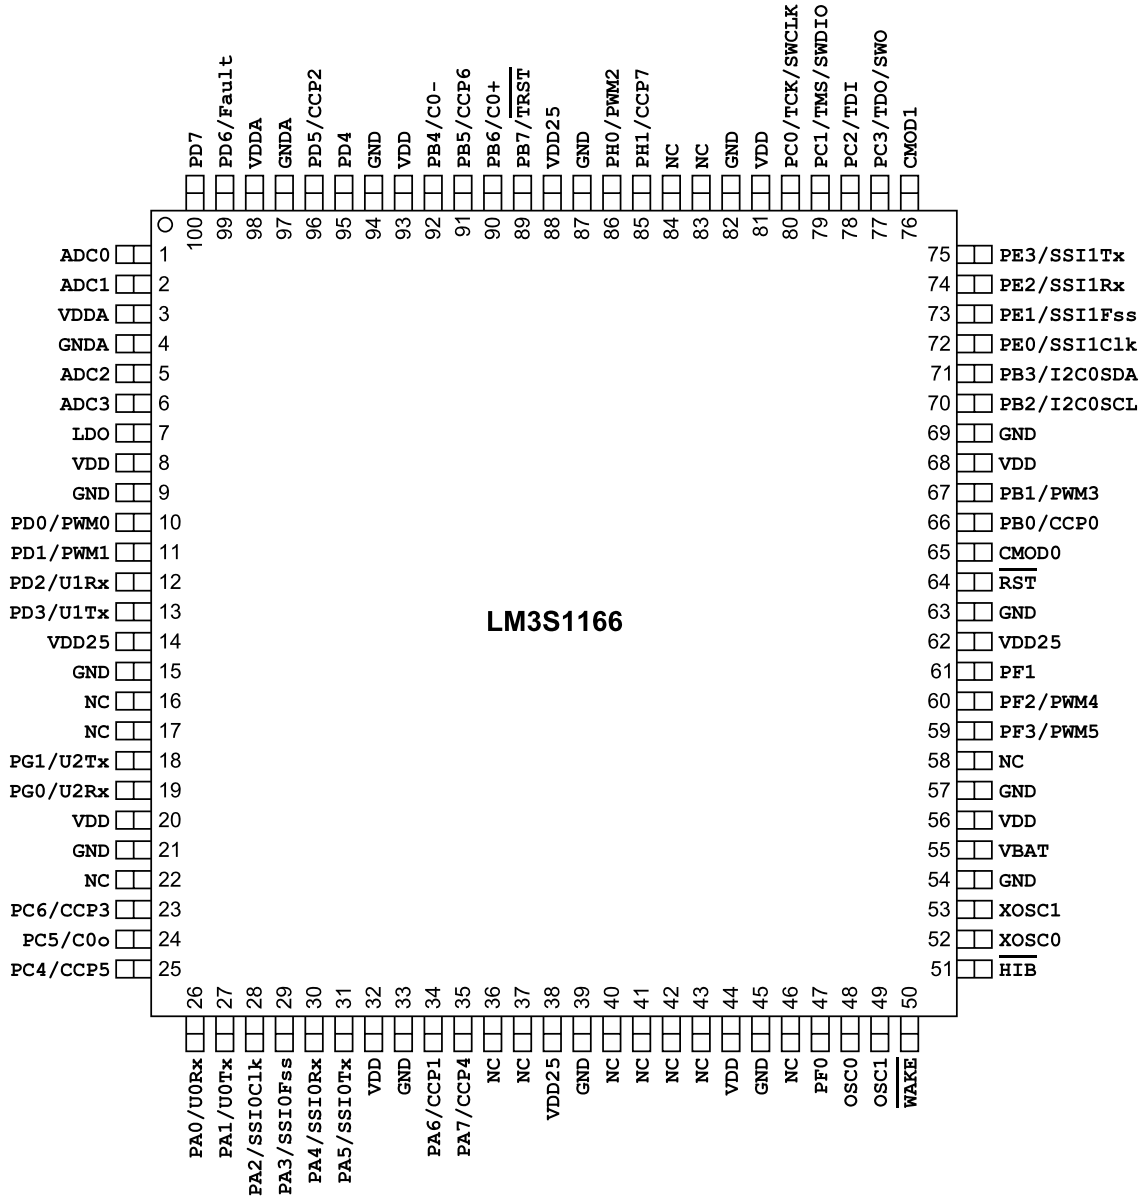 PD7
PD6/Fault
VDDA
GNDA
PD5/CCP2
PD4
GND
VDD
PB4/C0-
PB5/CCP6
PB6/C0+
PB7/TRST
VDD25
GND
PH0/PWM2
PH1/CCP7
NC
NC
GND
VDD
PC0/TCK/SWCLK
PC1/TMS/SWDIO
PC2/TDI
PC3/TDO/SWO
CMOD1
100
99
98
97
96
95
94
93
92
91
90
89
88
87
86
85
84
83
82
81
80
79
78
77
76
ADC0 1
ADC1 2
VDDA 3
GNDA 4
ADC2 5
ADC3 6
LDO 7
VDD 8
GND 9
PD0/PWM0 10
PD1/PWM1 11
PD2/U1Rx 12
PD3/U1Tx 13
VDD25 14
GND 15
NC 16
NC 17
PG1/U2Tx 18
PG0/U2Rx 19
VDD 20
GND 21
NC 22
PC6/CCP3 23
PC5/C0o 24
PC4/CCP5 25
LM3S1166
75 PE3/SSI1Tx
74 PE2/SSI1Rx
73 PE1/SSI1Fss
72 PE0/SSI1Clk
71 PB3/I2C0SDA
70 PB2/I2C0SCL
69 GND
68 VDD
67 PB1/PWM3
66 PB0/CCP0
65 CMOD0
64 RST
63 GND
62 VDD25
61 PF1
60 PF2/PWM4
59 PF3/PWM5
58 NC
57 GND
56 VDD
55 VBAT
54 GND
53 XOSC1
52 XOSC0
51 HIB
26
27
28
29
30
31
32
33
34
35
36
37
38
39
40
41
42
43
44
45
46
47
48
49
50
PA0/U0Rx
PA1/U0Tx
PA2/SSI0Clk
PA3/SSI0Fss
PA4/SSI0Rx
PA5/SSI0Tx
VDD
GND
PA6/CCP1
PA7/CCP4
NC
NC
VDD25
GND
NC
NC
NC
NC
VDD
GND
NC
PF0
OSC0
OSC1
WAKE